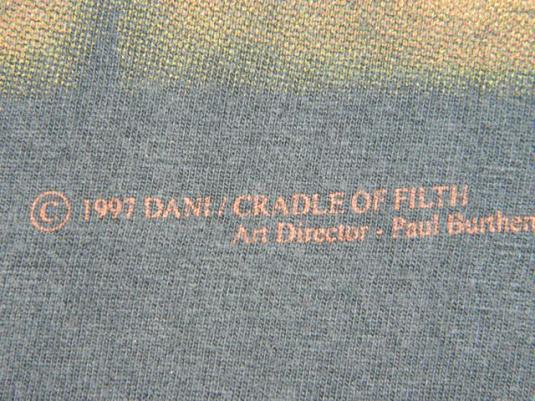 © 1997 DANI / CRADLE OF FILTH
Art Director - Paul